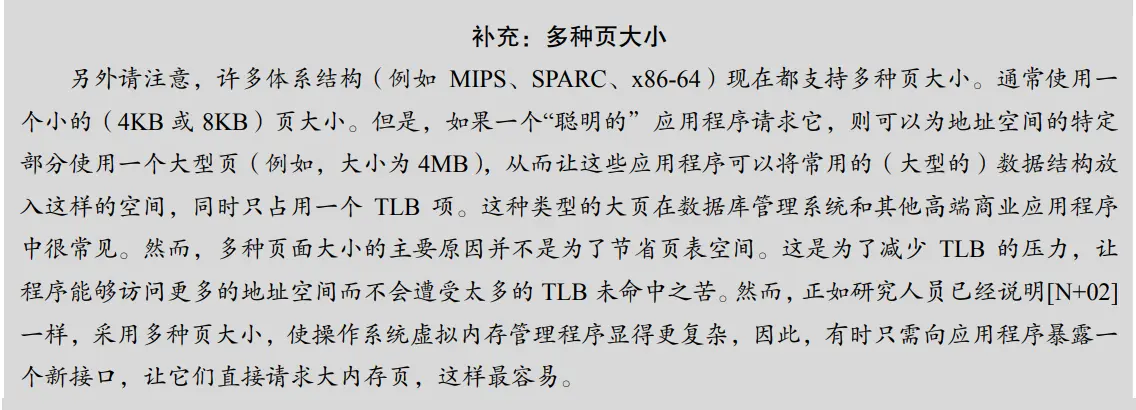 补充：多种页大小
另外请注意，许多体系结构（例如 MIPS、SPARC、x86-64）现在都支持多种页大小。通常使用一
个小的（4KB 或 8KB）页大小。但是，如果一个“聪明的” 应用程序请求它，则可以为地址空间的特定
部分使用一个大型页（例如，大小为 4MB），从而让这些应用程序可以将常用的（大型的）数据结构放
入这样的空间，同时只占用一个 TLB 项。这种类型的大页在数据库管理系统和其他高端商业应用程序
中很常见。然而，多种页面大小的主要原因并不是为了节省页表空间。这是为了减少 TLB 的压力，让
程序能够访问更多的地址空间而不会遭受太多的 TLB 未命中之苦。然而，正如研究人员已经说明[N+02]
一样，采用多种页大小，使操作系统虚拟内存管理程序显得更复杂，因此，有时只需向应用程序暴露一
个新接口，让它们直接请求大内存页，这样最容易。